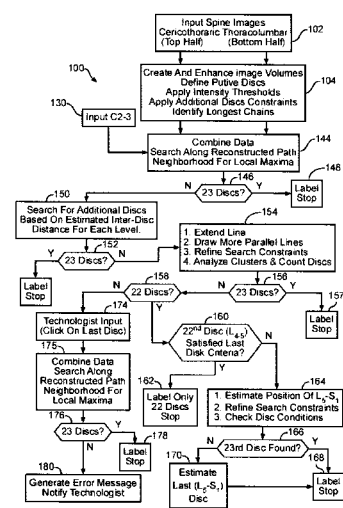 Input Spine Images
Cericothoratic Thoracolumbar
(Top Half) (Bottom Half)
102
100
Create And Enhance image Volumes
Define Putive Discs
Apply Intensity Thresholds
Apply Additional Discs Constraints
Identify Longest Chains
104
130
Input C2-3
Combine Data
Search Along Reconstructed Path
Neighborhood For Local Maxima
144
146
23 Discs?
N
Y
148
Label
Stop
150
Search For Additional Discs
Based On Estimated Inter-Disc
Distance For Each Level.
152
23 Discs?
Y
N
Label
Stop
154
1. Extend Line
2. Draw More Parallel Lines
3. Refine Search Constraints
4. Analyze Clusters & Count Discs
156
23 Discs?
N
Y
157
Label
Stop
158
22 Discs?
N
Y
174
Technologist Input
(Click On Last Disc)
160
22nd Disc (L45)
Satisfied Last
Disk Criteria?
Y
N
162
Label Only
22 Discs
Stop
164
1. Estimate Position Of L5-S1
2. Refine Search Constraints
3. Check Disc Conditions
175
Combine Data
Search Along
Reconstructed Path
Neighborhood For
Local Maxima
166
23rd Disc Found?
N
Y
168
Label
Stop
170
Estimate
Last (L5-S1)
Disc
176
23 Discs?
Y
N
178
Label
Stop
180
Generate Error Message
Notify Technologist